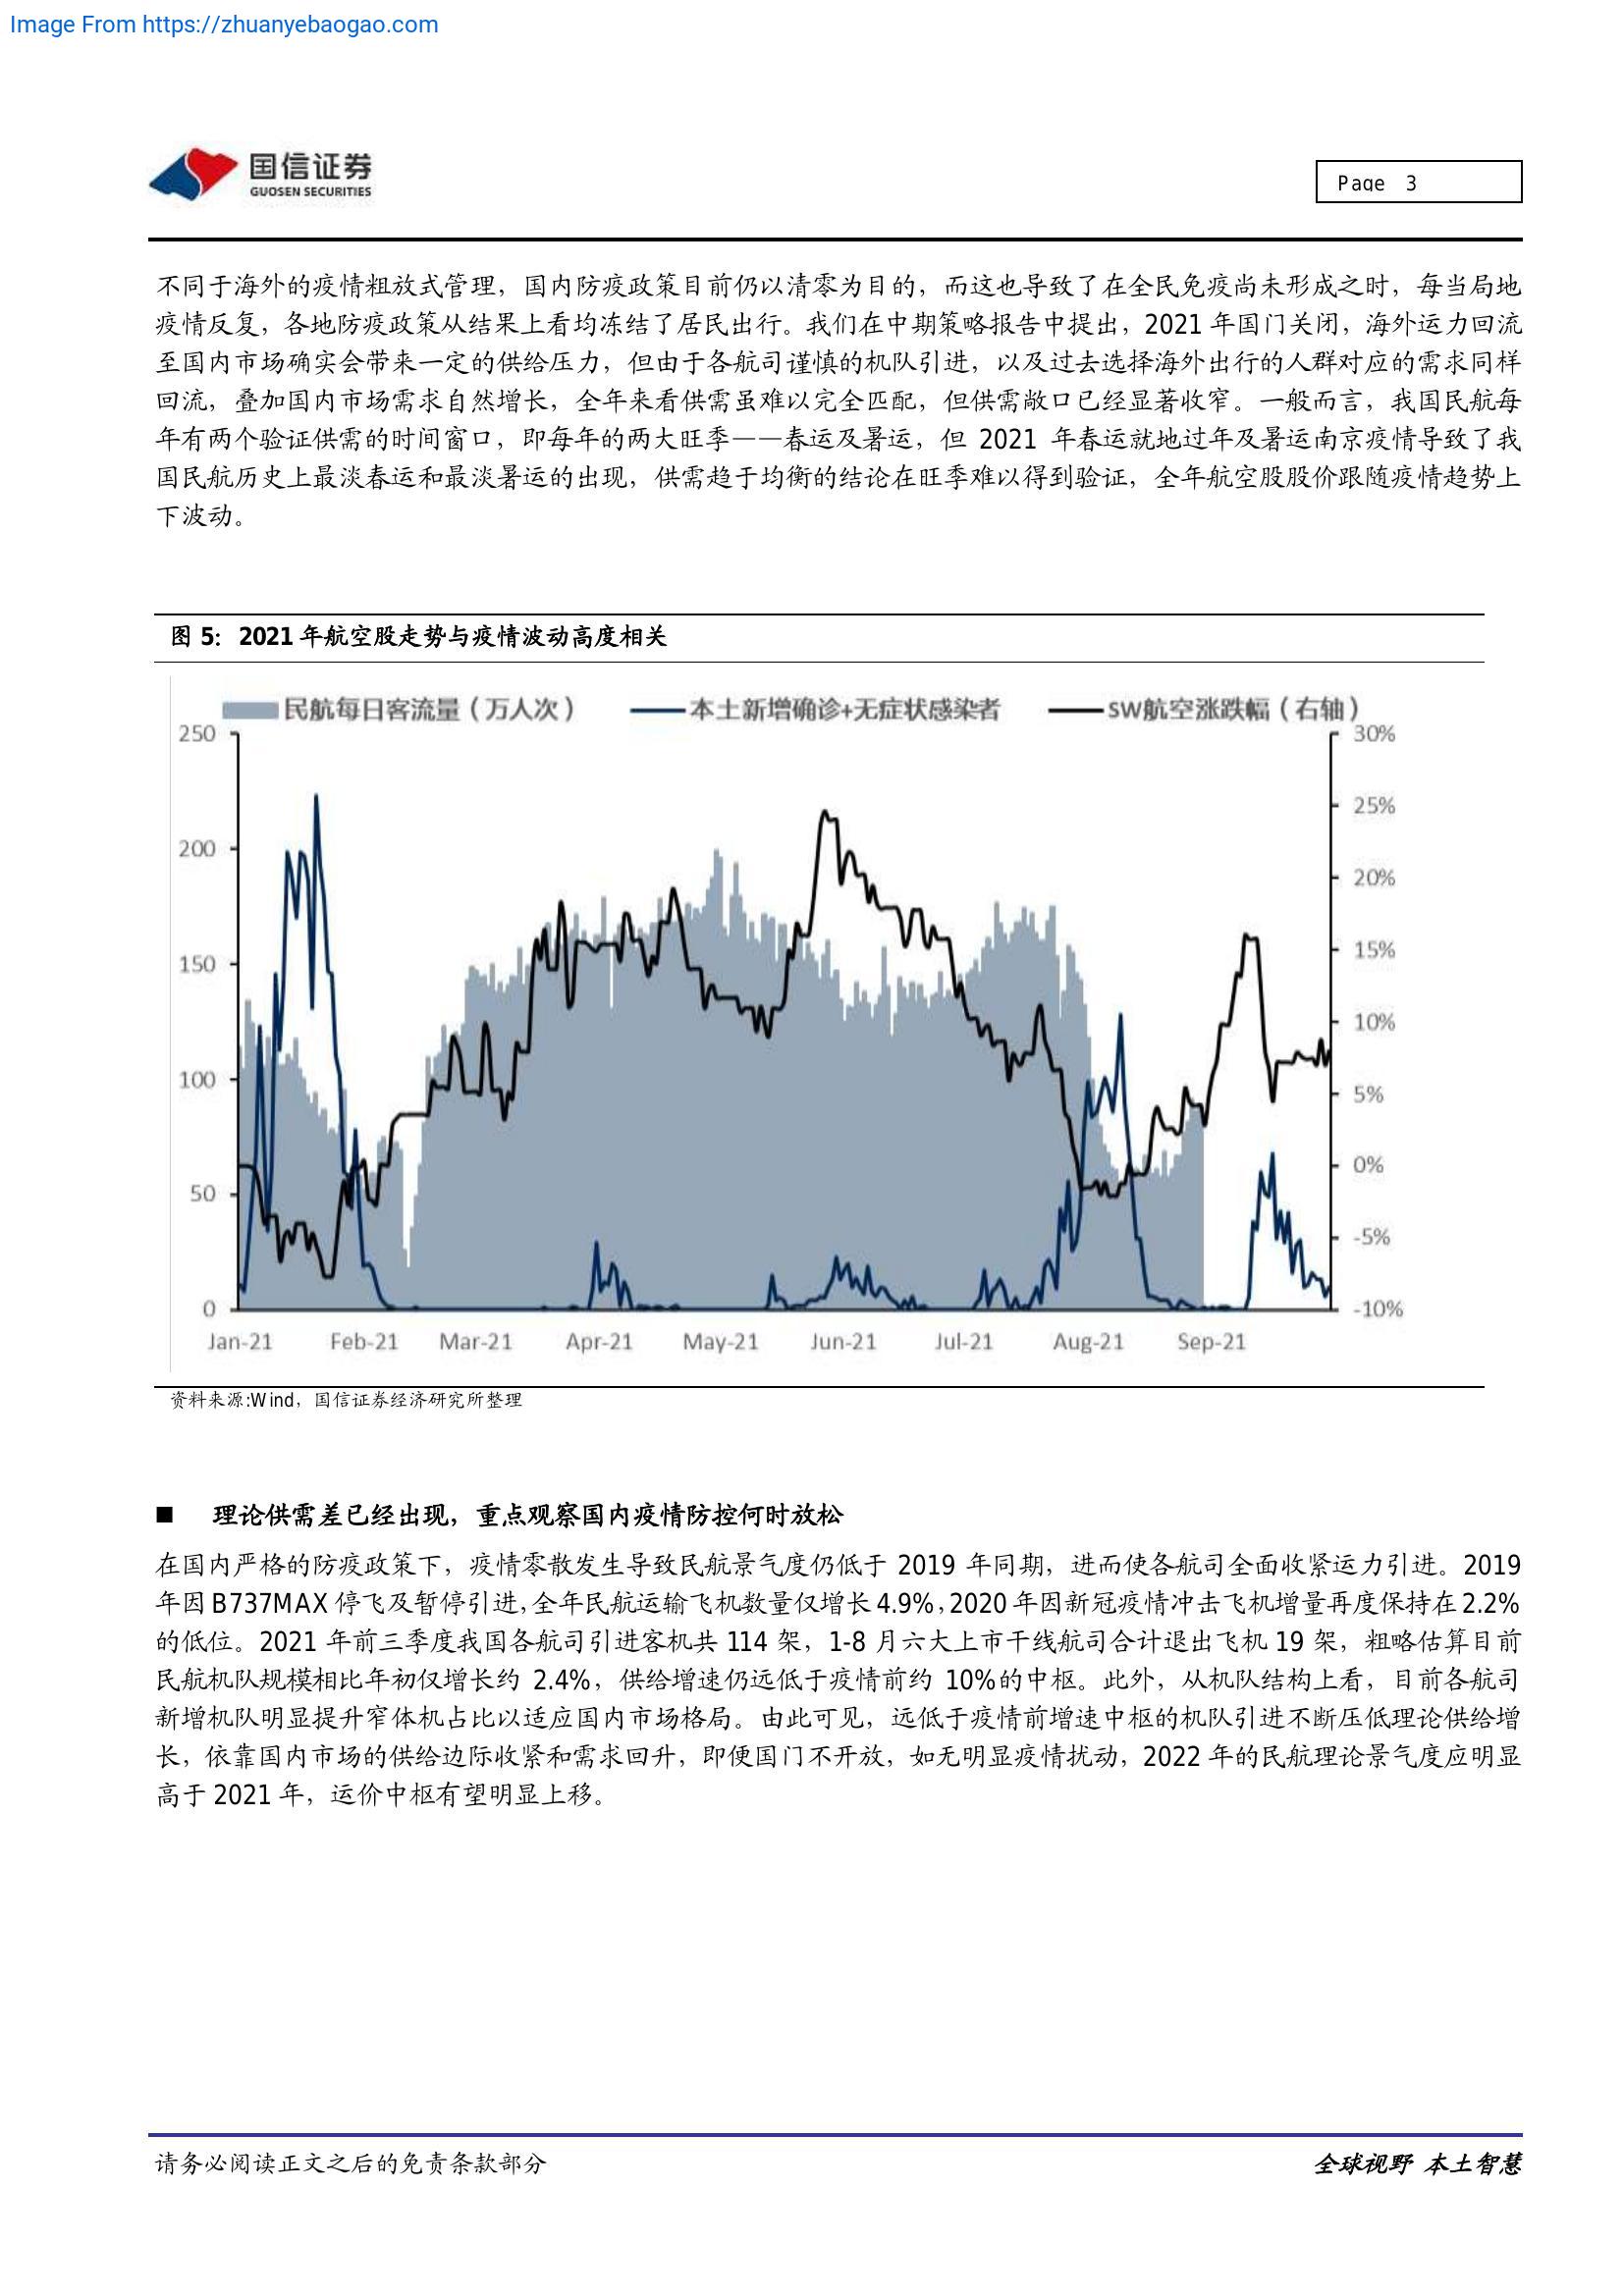 Image From https://zhuanyebaogao.com
国信证券
GUOSEN SECURITIES
Page 3
不同于海外的疫情粗放式管理，国内防疫政策目前仍以清零为目的，而这也导致了在全民免疫尚未形成之时，每当局地
疫情反复，各地防疫政策从结果上看均冻结了居民出行。我们在中期策略报告中提出，2021 年国门关闭，海外运力回流
至国内市场确实会带来一定的供给压力，但由于各航司谨慎的机队引进，以及过去选择海外出行的人群对应的需求同样
回流，叠加国内市场需求自然增长，全年来看供需虽难以完全匹配，但供需敞口已经显著收窄。一般而言，我国民航每
年有两个验证供需的时间窗口，即每年的两大旺季——春运及暑运，但 2021 年春运就地过年及暑运南京疫情导致了我
国民航历史上最淡春运和最淡暑运的出现，供需趋于均衡的结论在旺季难以得到验证，全年航空股股价跟随疫情趋势上
下波动。
图 5：2021 年航空股走势与疫情波动高度相关
民航每日客流量（万人次） 本土新增确诊+无症状感染者 SW航空涨跌幅（右轴）
250 30%
25%
200 20%
150 15%
10%
100 5%
0%
50 -5%
0 -10%
Jan-21 Feb-21 Mar-21 Apr-21 May-21 Jun-21 Jul-21 Aug-21 Sep-21
资料来源:Wind，国信证券经济研究所整理
■ 理论供需差已经出现，重点观察国内疫情防控何时放松
在国内严格的防疫政策下，疫情零散发生导致民航景气度仍低于 2019 年同期，进而使各航司全面收紧运力引进。2019
年因 B737MAX 停飞及暂停引进，全年民航运输飞机数量仅增长 4.9%，2020 年因新冠疫情冲击飞机增量再度保持在 2.2%
的低位。2021 年前三季度我国各航司引进客机共 114 架，1-8 月六大上市干线航司合计退出飞机 19 架，粗略估算目前
民航机队规模相比年初仅增长约 2.4%，供给增速仍远低于疫情前约 10%的中枢。此外，从机队结构上看，目前各航司
新增机队明显提升窄体机占比以适应国内市场格局。由此可见，远低于疫情前增速中枢的机队引进不断压低理论供给增
长，依靠国内市场的供给边际收紧和需求回升，即便国门不开放，如无明显疫情扰动，2022 年的民航理论景气度应明显
高于 2021 年，运价中枢有望明显上移。
请务必阅读正文之后的免责条款部分
全球视野 本土智慧